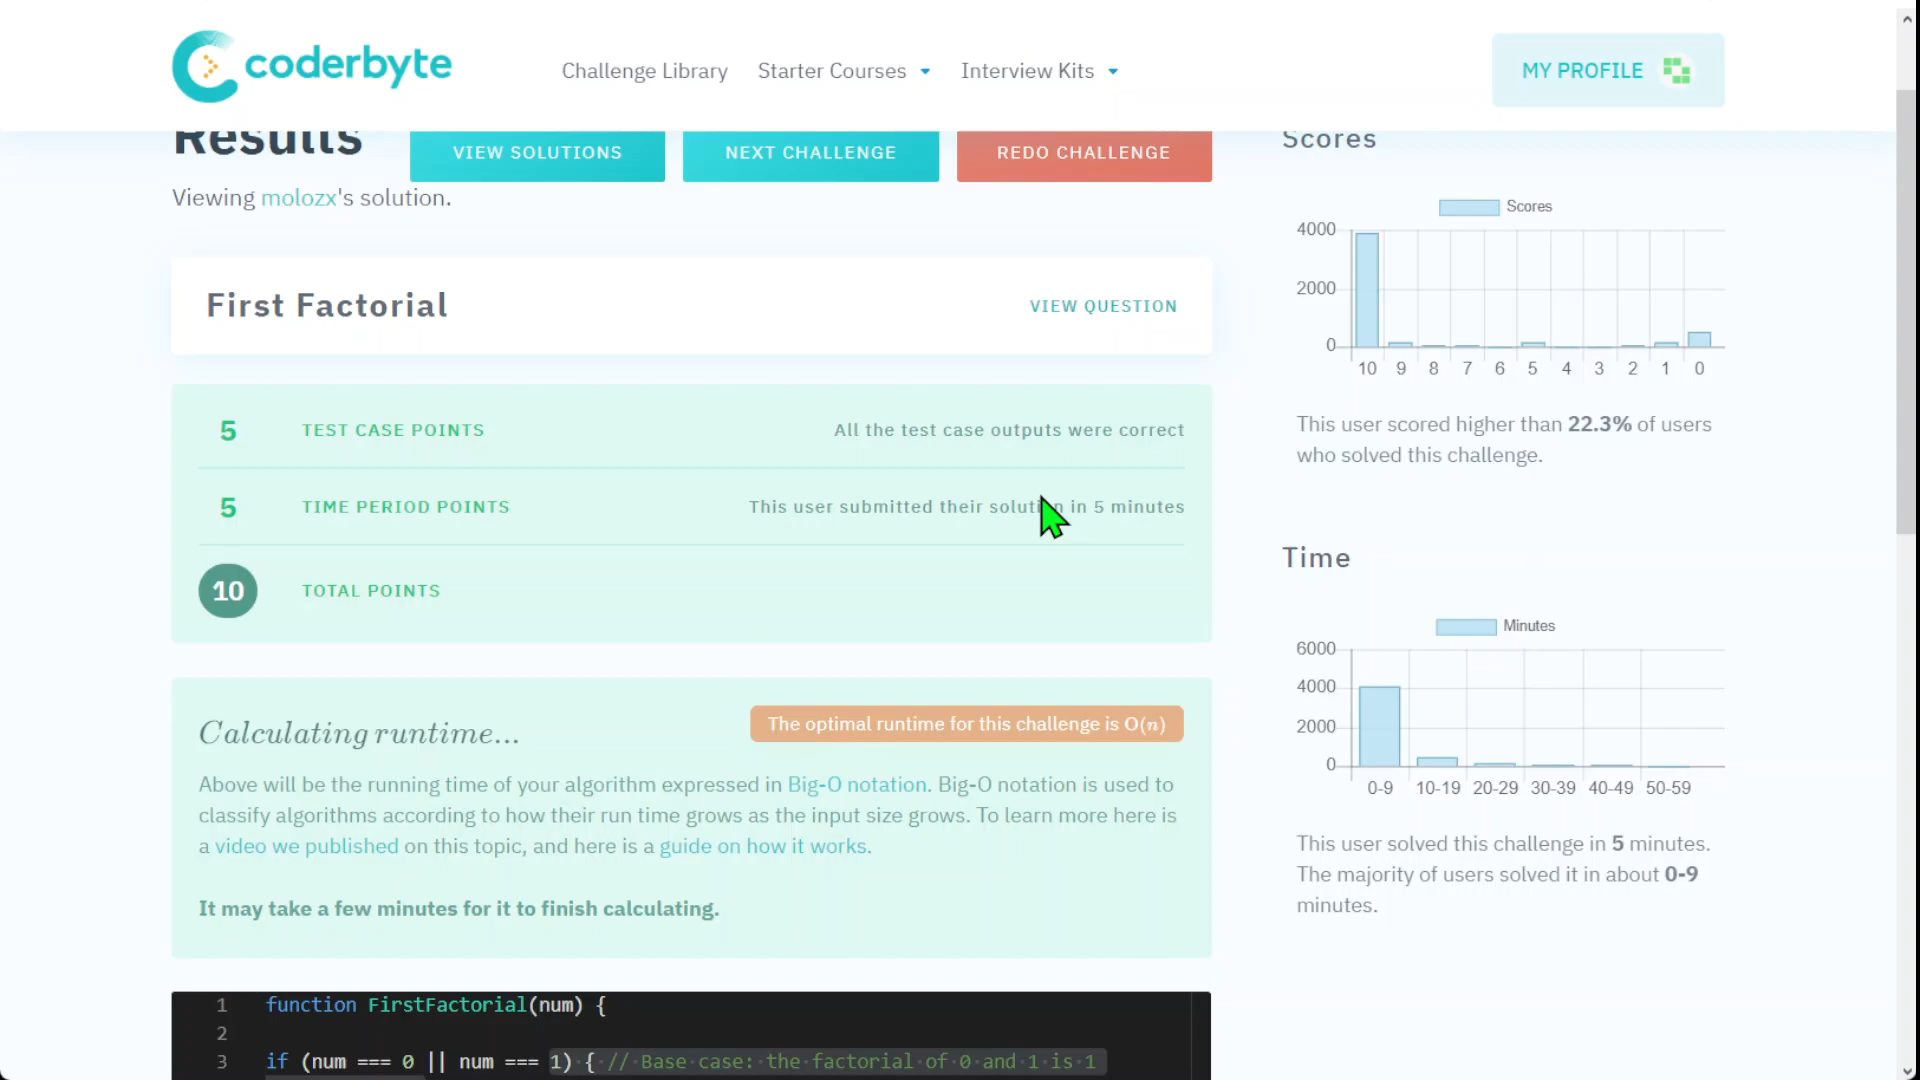 coderbyte
Challenge Library
Starter Courses
Interview Kits
MY PROFILE
Results
VIEW SOLUTIONS
NEXT CHALLENGE
REDO CHALLENGE
Viewing molozx's solution.
First Factorial
VIEW QUESTION
5 TEST CASE POINTS All the test case outputs were correct
5 TIME PERIOD POINTS This user submitted their solution in 5 minutes
10 TOTAL POINTS
Calculating runtime...
The optimal runtime for this challenge is O(n)
Above will be the running time of your algorithm expressed in Big-O notation. Big-O notation is used to
classify algorithms according to how their run time grows as the input size grows. To learn more here is
a video we published on this topic, and here is a guide on how it works.
It may take a few minutes for it to finish calculating.
1 function FirstFactorial(num) {
2
3 if (num === 0 || num === 1) { // Base case: the factorial of 0 and 1 is 1
Scores
Scores
4000
2000
0
10 9 8 7 6 5 4 3 2 1 0
This user scored higher than 22.3% of users
who solved this challenge.
Time
Minutes
6000
4000
2000
0
0-9 10-19 20-29 30-39 40-49 50-59
This user solved this challenge in 5 minutes.
The majority of users solved it in about 0-9
minutes.